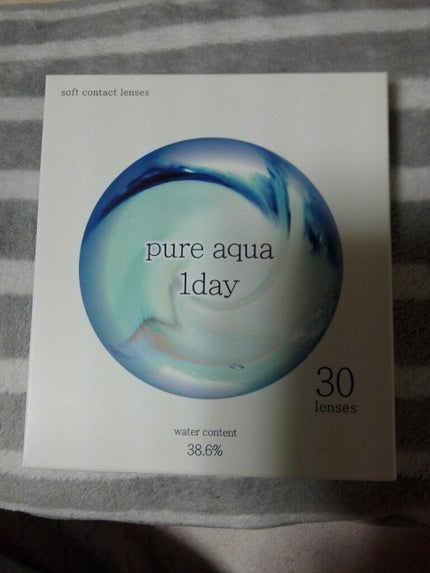 soft contact lenses
pure aqua
1day
30
lenses
water content
38.6%